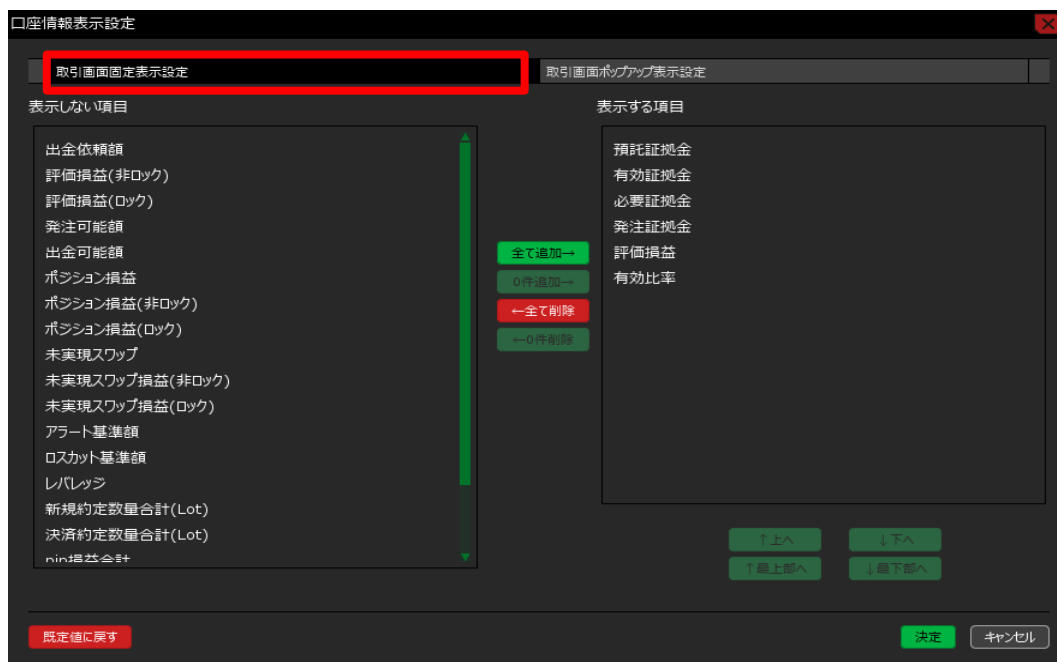 口座情報表示設定
取引画面固定表示設定
取引画面ポップアップ表示設定
表示しない項目
出金依頼額
評価損益(非ロック)
評価損益(ロック)
発注可能額
出金可能額
ポジション損益
ポジション損益(非ロック)
ポジション損益(ロック)
未実現スワップ
未実現スワップ損益(非ロック)
未実現スワップ損益(ロック)
アラート基準額
ロスカット基準額
レバレッジ
新規約定数量合計(Lot)
決済約定数量合計(Lot)
pip損益合計
全て追加→
0件追加→
←全て削除
←0件削除
表示する項目
預託証拠金
有効証拠金
必要証拠金
発注証拠金
評価損益
有効比率
↑上へ
↓下へ
↑最上部へ
↓最下部へ
既定値に戻す
決定
キャンセル